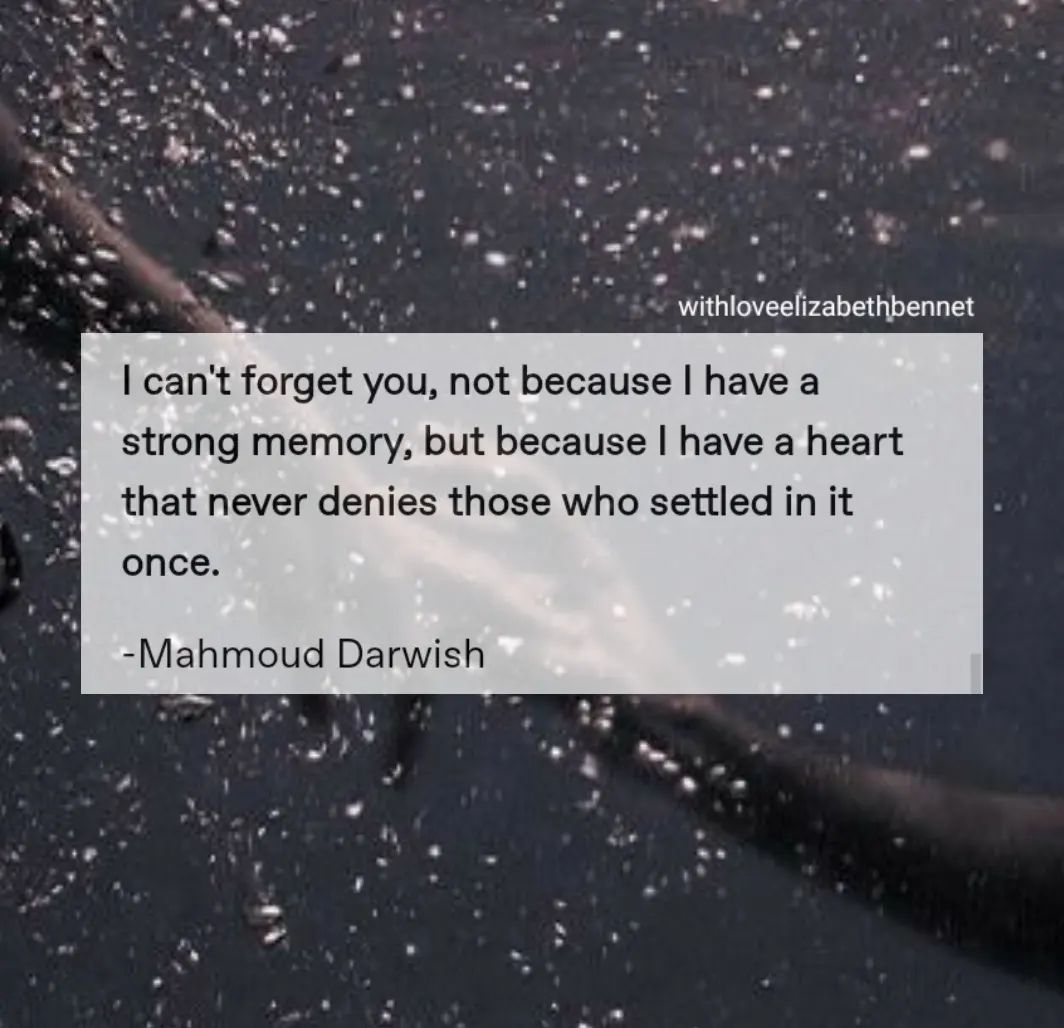 withloveelizabethbennet
I can't forget you, not because I have a
strong memory, but because I have a heart
that never denies those who settled in it
once.
-Mahmoud Darwish